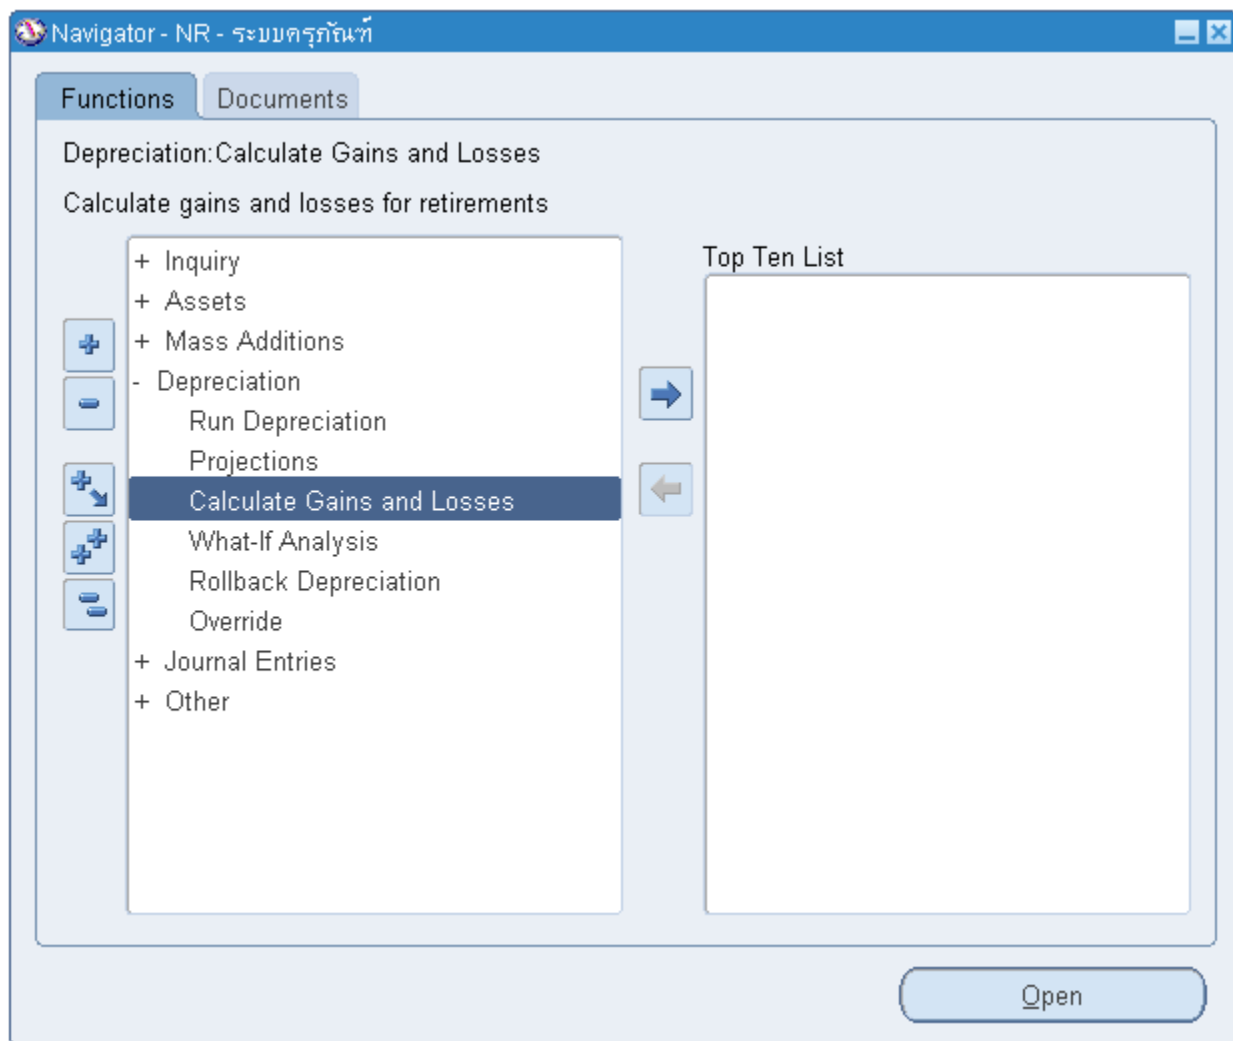 Navigator - NR - ระบบครุภัณฑ์
Functions
Documents
Depreciation:Calculate Gains and Losses
Calculate gains and losses for retirements
+ Inquiry
+ Assets
+ Mass Additions
- Depreciation
Run Depreciation
Projections
Calculate Gains and Losses
What-If Analysis
Rollback Depreciation
Override
+ Journal Entries
+ Other
Top Ten List
Open